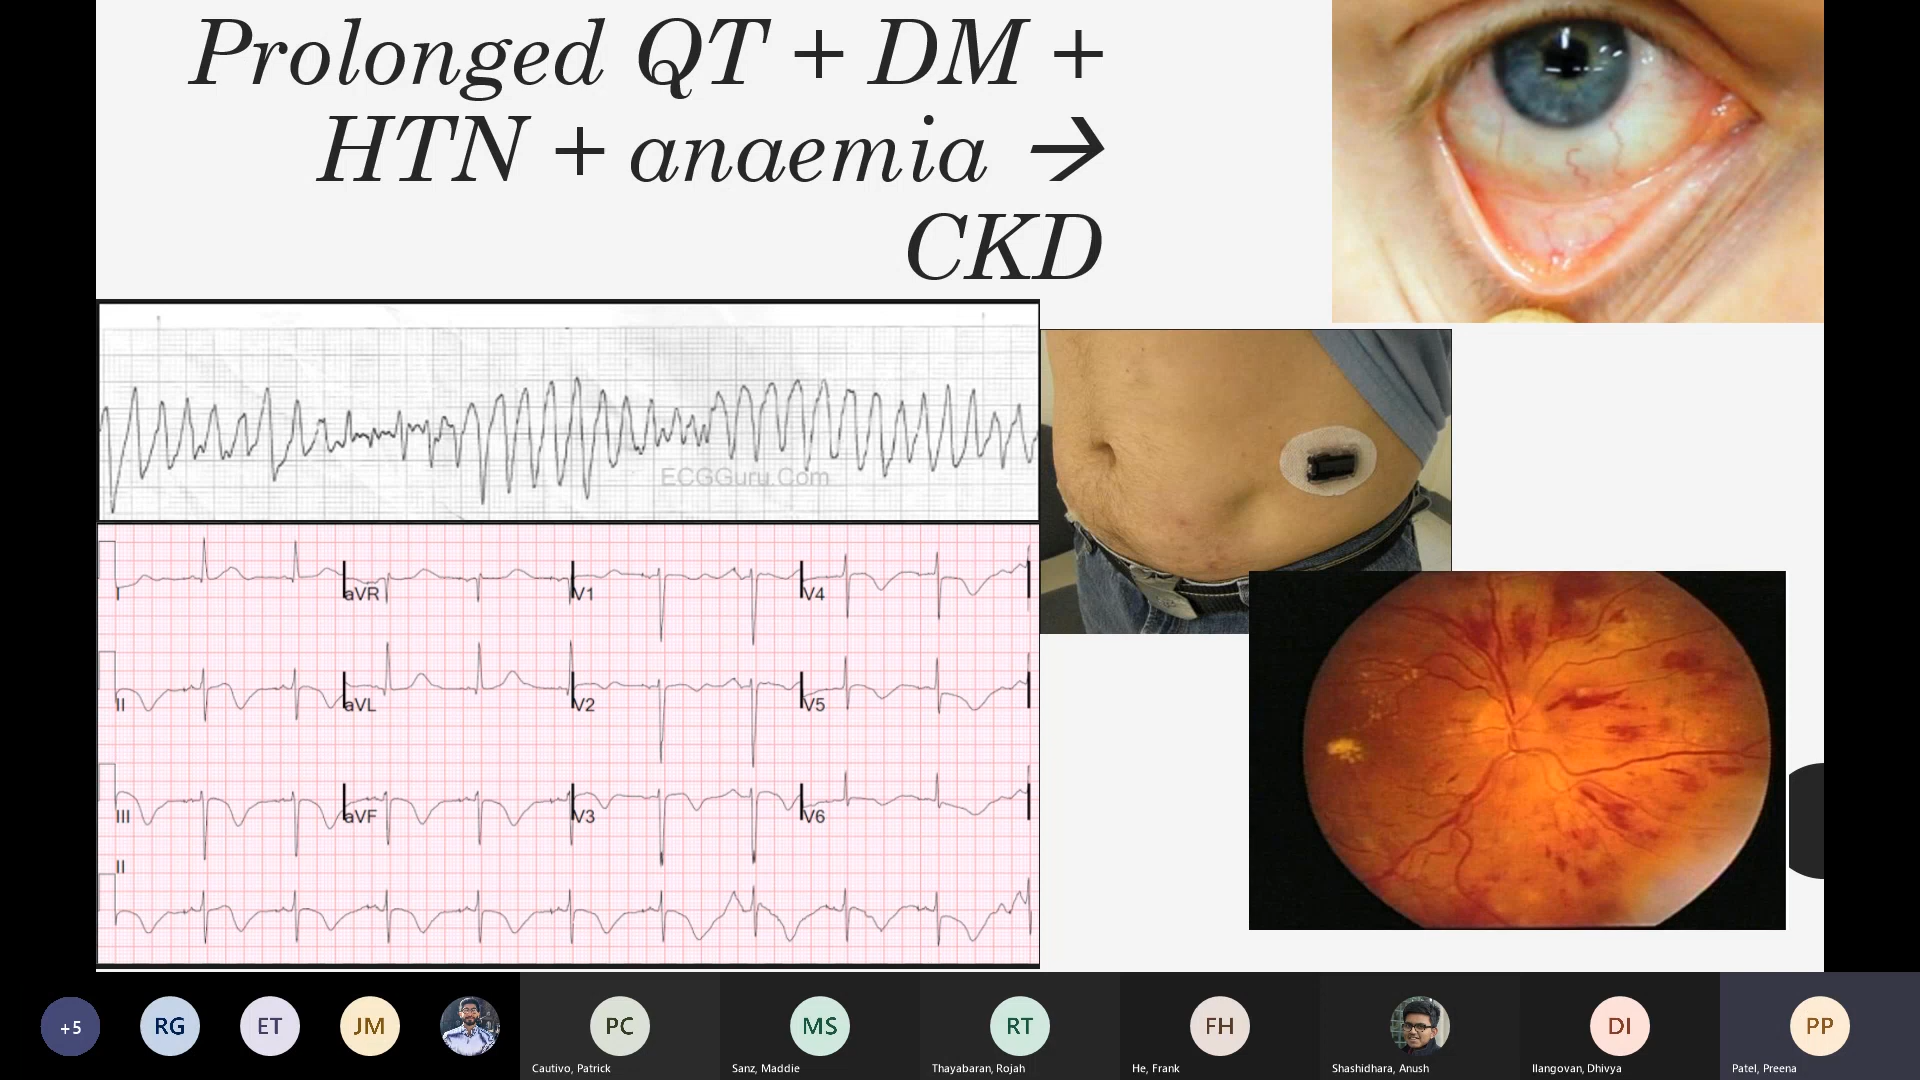 Prolonged QT + DM +
HTN + anaemia →
CKD
ECGGuru.Com
I
aVR
V1
V4
II
aVL
V2
V5
III
aVF
V3
V6
II
+5
RG
ET
JM
PC
MS
RT
FH
DI
PP
Cautivo, Patrick
Sanz, Maddie
Thayabaran, Rojah
He, Frank
Shashidhara, Anush
Ilangovan, Dhivya
Patel, Preena